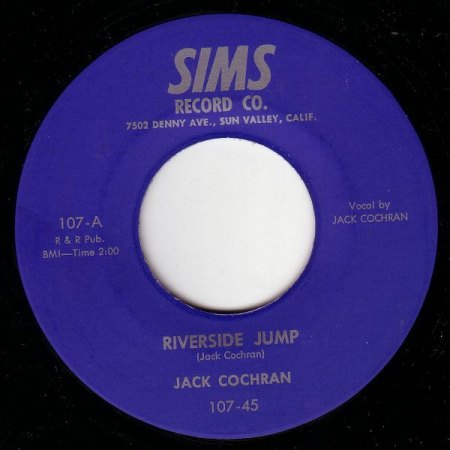 SIMS
RECORD CO.
7502 DENNY AVE., SUN VALLEY, CALIF.
107-A
R & R Pub.
BMI—Time 2:00
Vocal by
JACK COCHRAN
RIVERSIDE JUMP
(Jack Cochran)
JACK COCHRAN
107-45